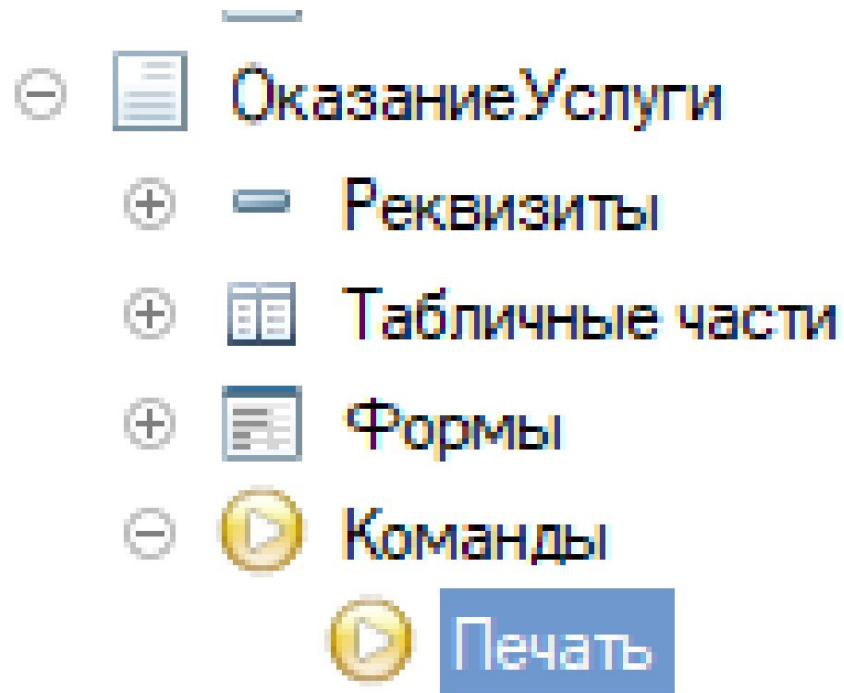 ОказаниеУслуги
Реквизиты
Табличные части
Формы
Команды
Печать